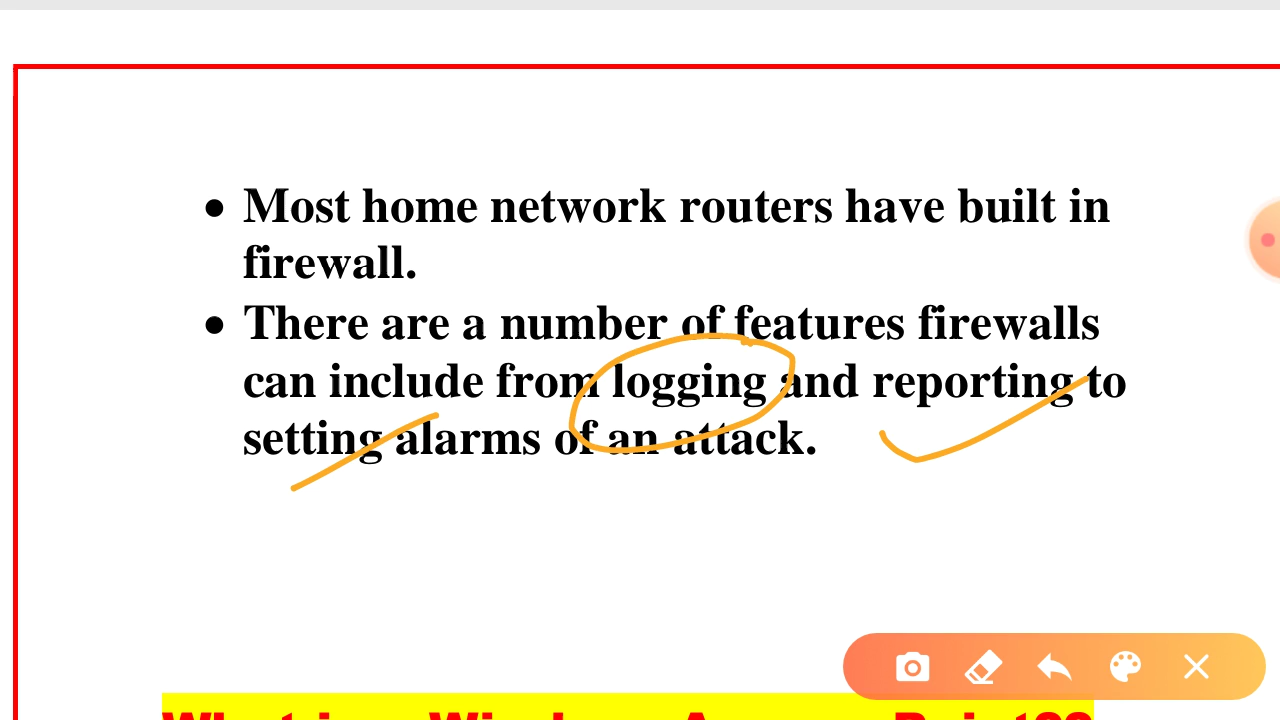 • Most home network routers have built in
firewall.
• There are a number of features firewalls
can include from logging and reporting to
setting alarms of an attack.